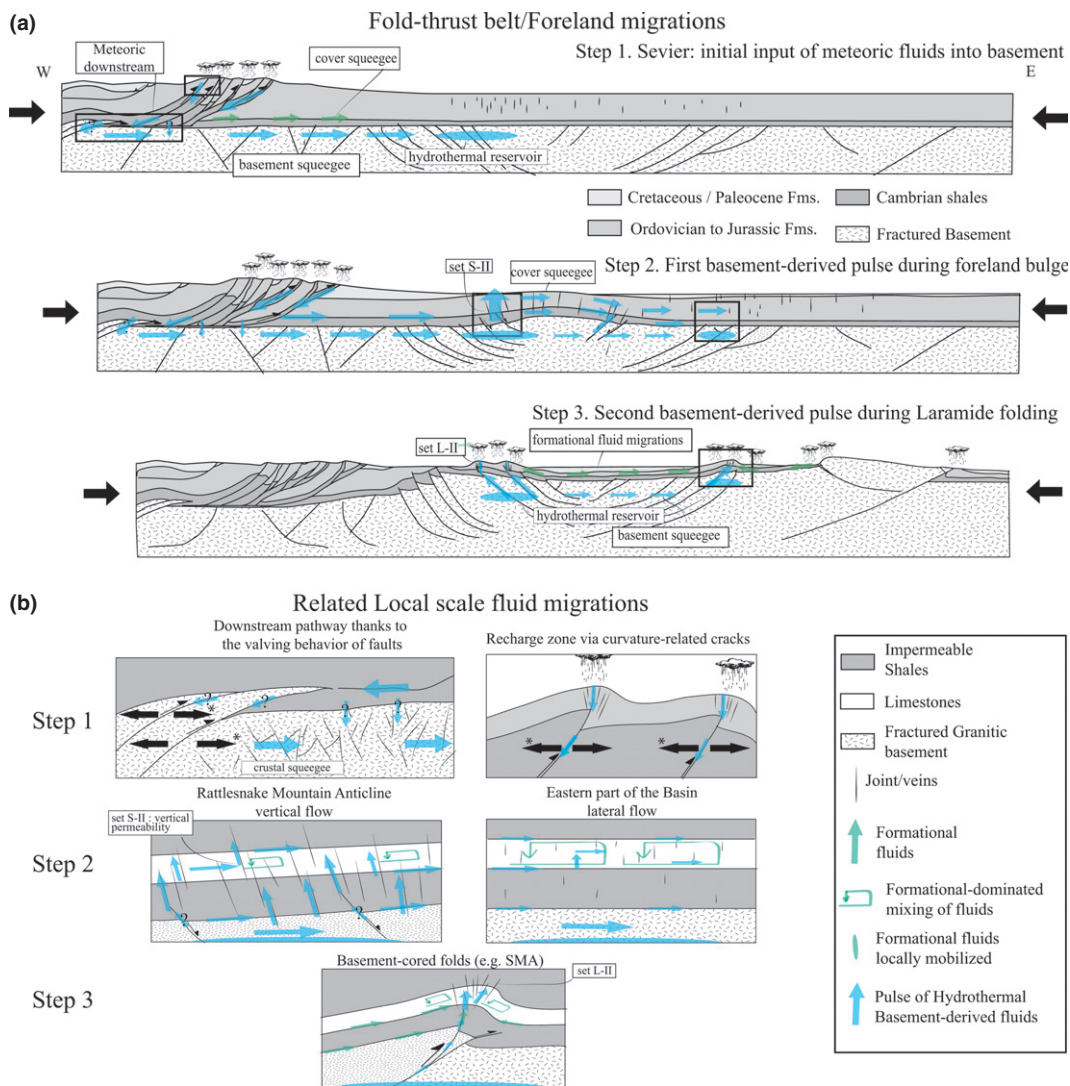 (a)
Fold-thrust belt/Foreland migrations
Step 1. Sevier: initial input of meteoric fluids into basement
Meteoric
downstream
cover squeegee
W
E
?
?
basement squeegee
hydrothermal reservoir
Cretaceous / Paleocene Fms.
Cambrian shales
Ordovician to Jurassic Fms.
Fractured Basement
Step 2. First basement-derived pulse during foreland bulge
set S-II
cover squeegee
Step 3. Second basement-derived pulse during Laramide folding
set L-II
formational fluid migrations
hydrothermal reservoir
basement squeegee
(b)
Related Local scale fluid migrations
Downstream pathway thanks to
the valving behavior of faults
Recharge zone via curvature-related cracks
Step 1
?
?
?
?
*
*
crustal squeegee
*
*
Rattlesnake Mountain Anticline
vertical flow
Eastern part of the Basin
lateral flow
set S-II : vertical
permeability
Step 2
?
?
Basement-cored folds (e.g. SMA)
set L-II
Step 3
Impermeable
Shales
Limestones
Fractured Granitic
basement
Joint/veins
Formational
fluids
Formational-dominated
mixing of fluids
Formational fluids
locally mobilized
Pulse of Hydrothermal
Basement-derived fluids